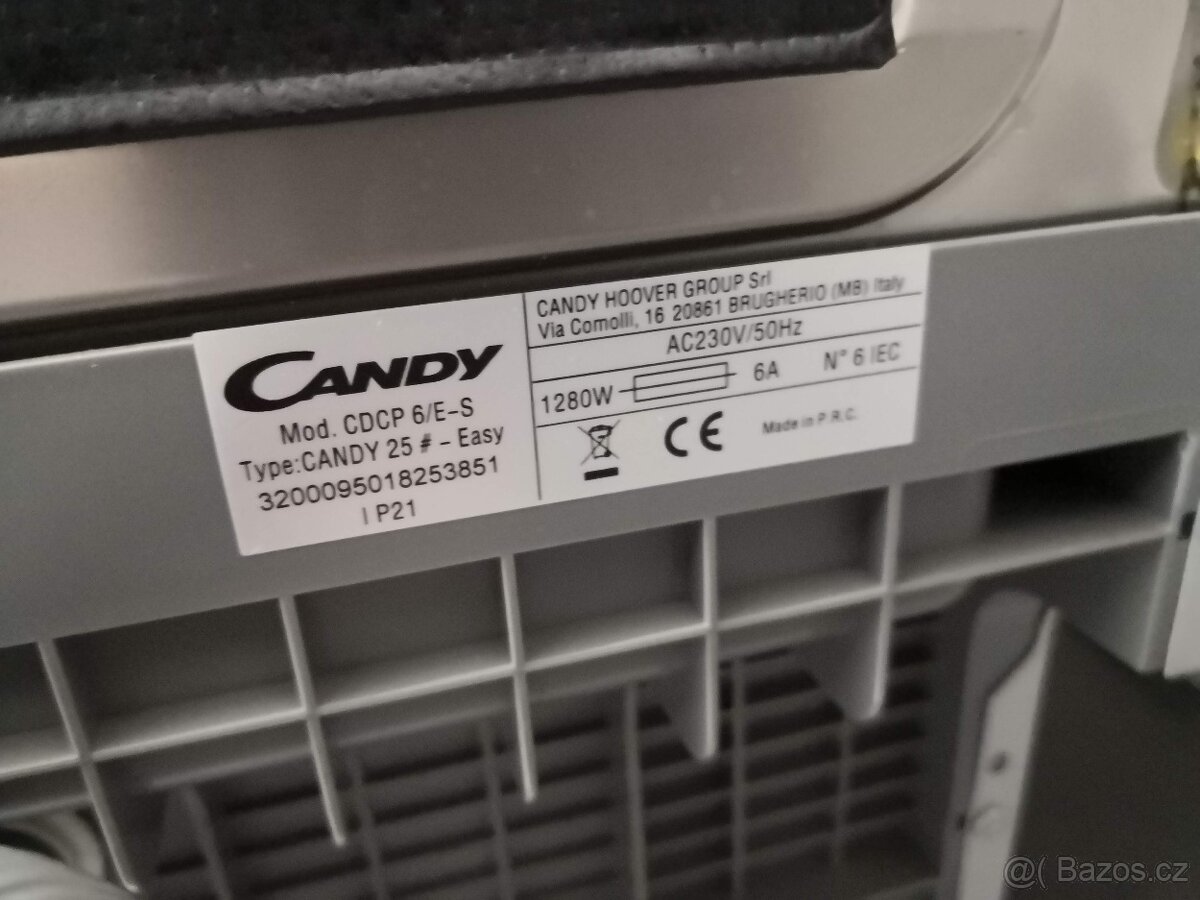 CANDY
Mod. CDCP 6/E-S
Type:CANDY 25 # - Easy
3200095018253851
I P21
CANDY HOOVER GROUP Srl
Via Comolli, 16 20861 BRUGHERIO (MB) Italy
AC230V/50Hz
1280W 6A N° 6 IEC
CE Made in P.R.C.
@( Bazos.cz